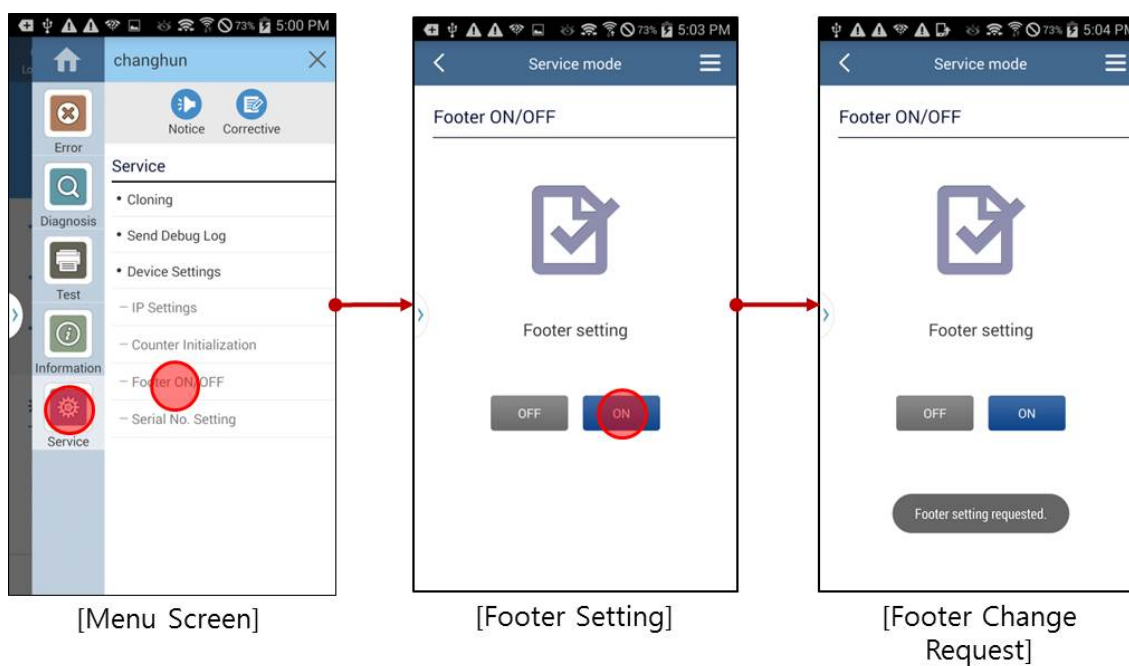 73% 5:00 PM
changhun
Notice Corrective
Error
Service
Diagnosis
• Cloning
• Send Debug Log
Test
• Device Settings
– IP Settings
Information
– Counter Initialization
– Footer ON/OFF
Service
– Serial No. Setting
[Menu Screen]
73% 5:03 PM
Service mode
Footer ON/OFF
Footer setting
OFF ON
[Footer Setting]
73% 5:04 PM
Service mode
Footer ON/OFF
Footer setting
OFF ON
Footer setting requested.
[Footer Change
Request]